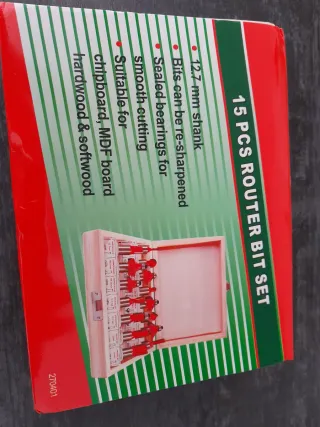 15 PCS ROUTER BIT SET
• 12.7 mm shank
• Bits can be re-sharpened
• Sealed bearings for
smooth cutting
• Suitable for
chipboard, MDF board
hardwood & softwood
270401